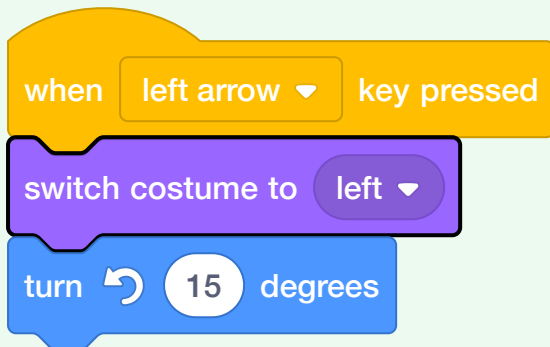 when left arrow key pressed
switch costume to left
turn 15 degrees